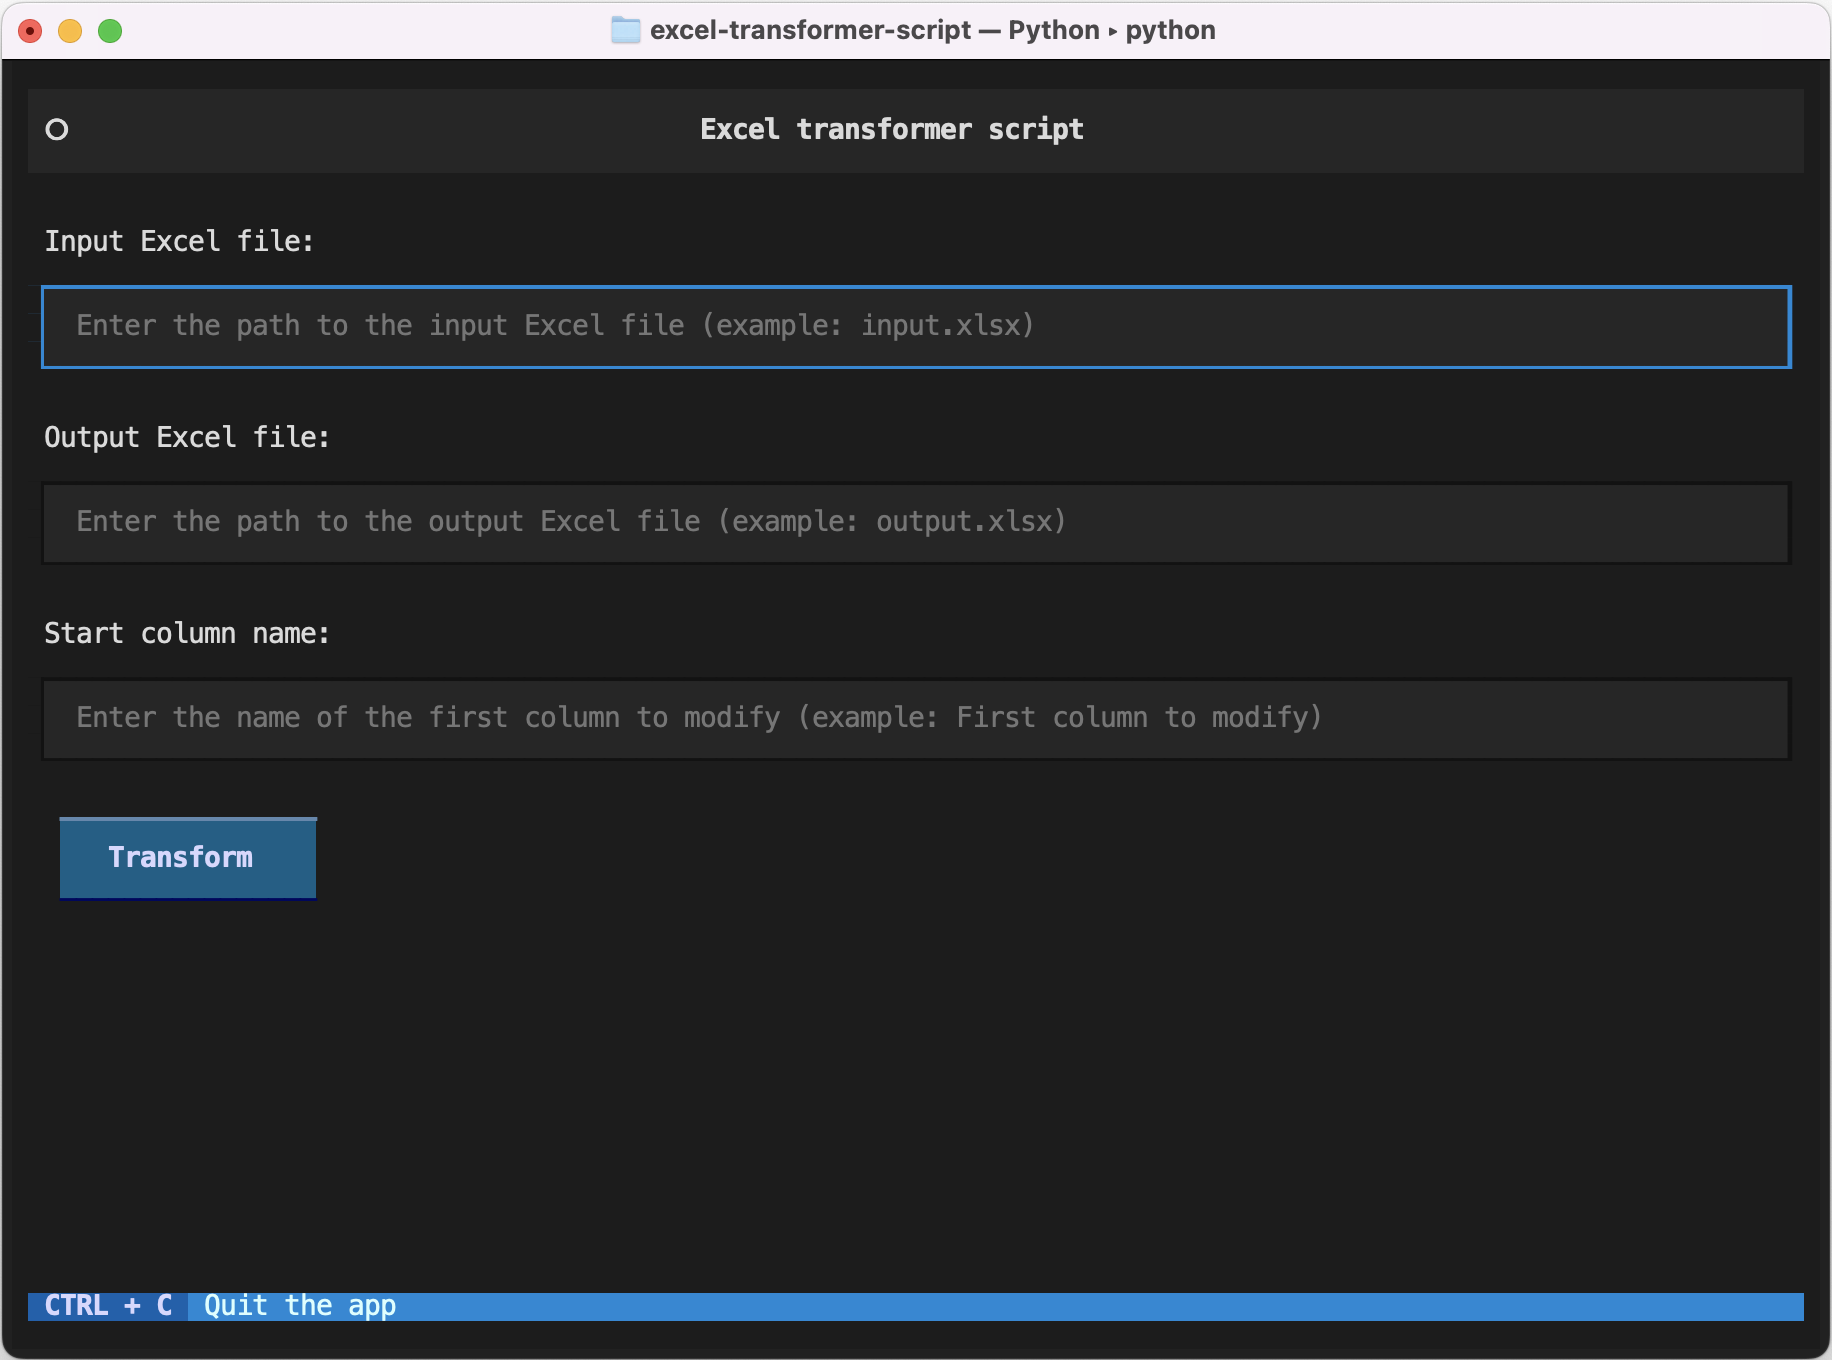 excel-transformer-script — Python ▸ python
Excel transformer script
Input Excel file:
Enter the path to the input Excel file (example: input.xlsx)
Output Excel file:
Enter the path to the output Excel file (example: output.xlsx)
Start column name:
Enter the name of the first column to modify (example: First column to modify)
Transform
CTRL + C Quit the app